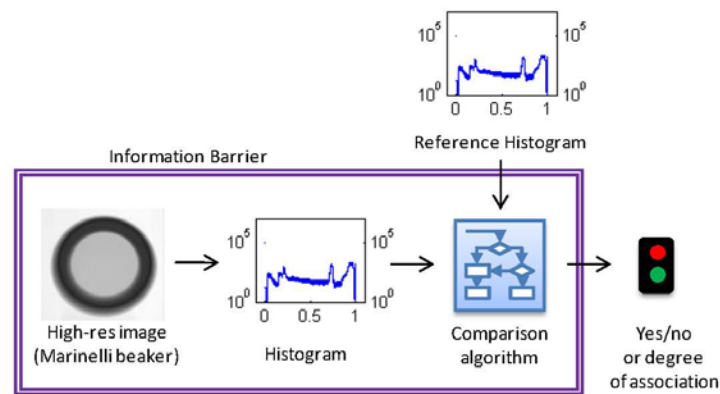 10⁵
10⁵
10⁰
10⁰
0 0.5 1
Reference Histogram
Information Barrier
10⁵
10⁵
10⁰
10⁰
0 0.5 1
High-res image
(Marinelli beaker)
Histogram
Comparison
algorithm
Yes/no
or degree
of association